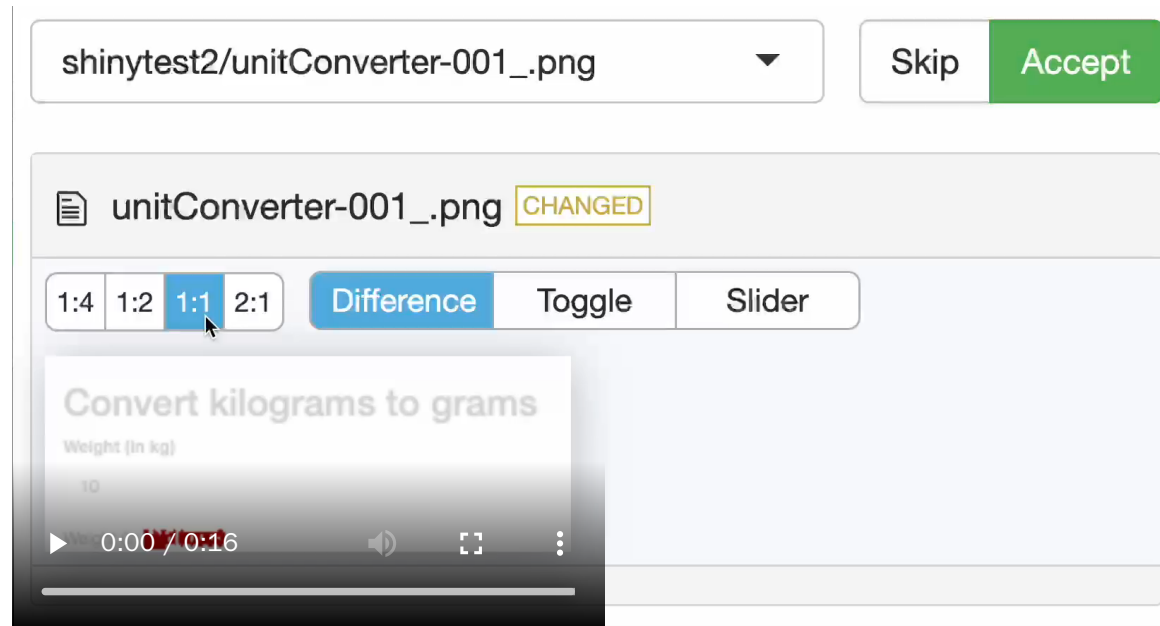 shinytest2/unitConverter-001_.png Skip Accept
unitConverter-001_.png CHANGED
1:4 1:2 1:1 2:1 Difference Toggle Slider
Convert kilograms to grams
Weight (in kg)
10
0:00 / 0:16